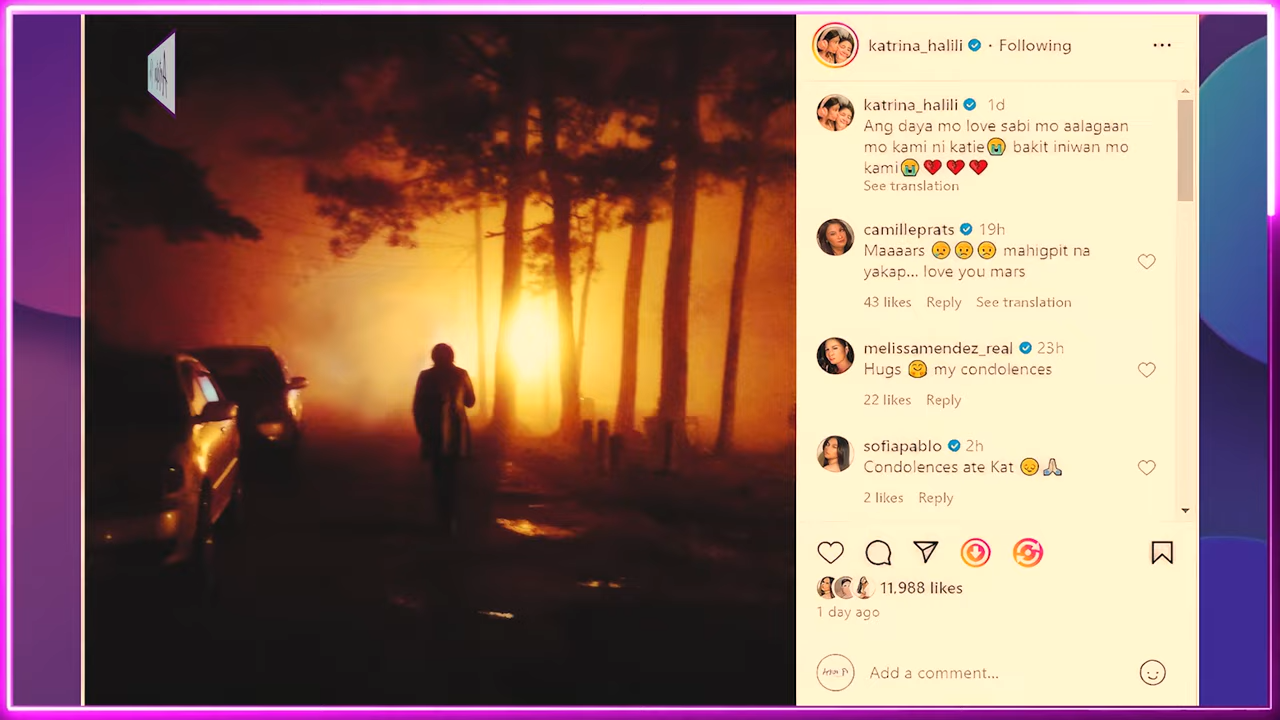 katrina_halili • Following
katrina_halili 1d
Ang daya mo love sabi mo aalagaan
mo kami ni katie😭 bakit iniwan mo
kami😭💔💔💔
See translation
camilleprats 19h
Maaaars 😞😞😞 mahigpit na
yakap... love you mars
43 likes Reply See translation
melissamendez_real 23h
Hugs 🤗 my condolences
22 likes Reply
sofiapablo 2h
Condolences ate Kat 😔🙏🏻
2 likes Reply
11,988 likes
1 day ago
Add a comment...